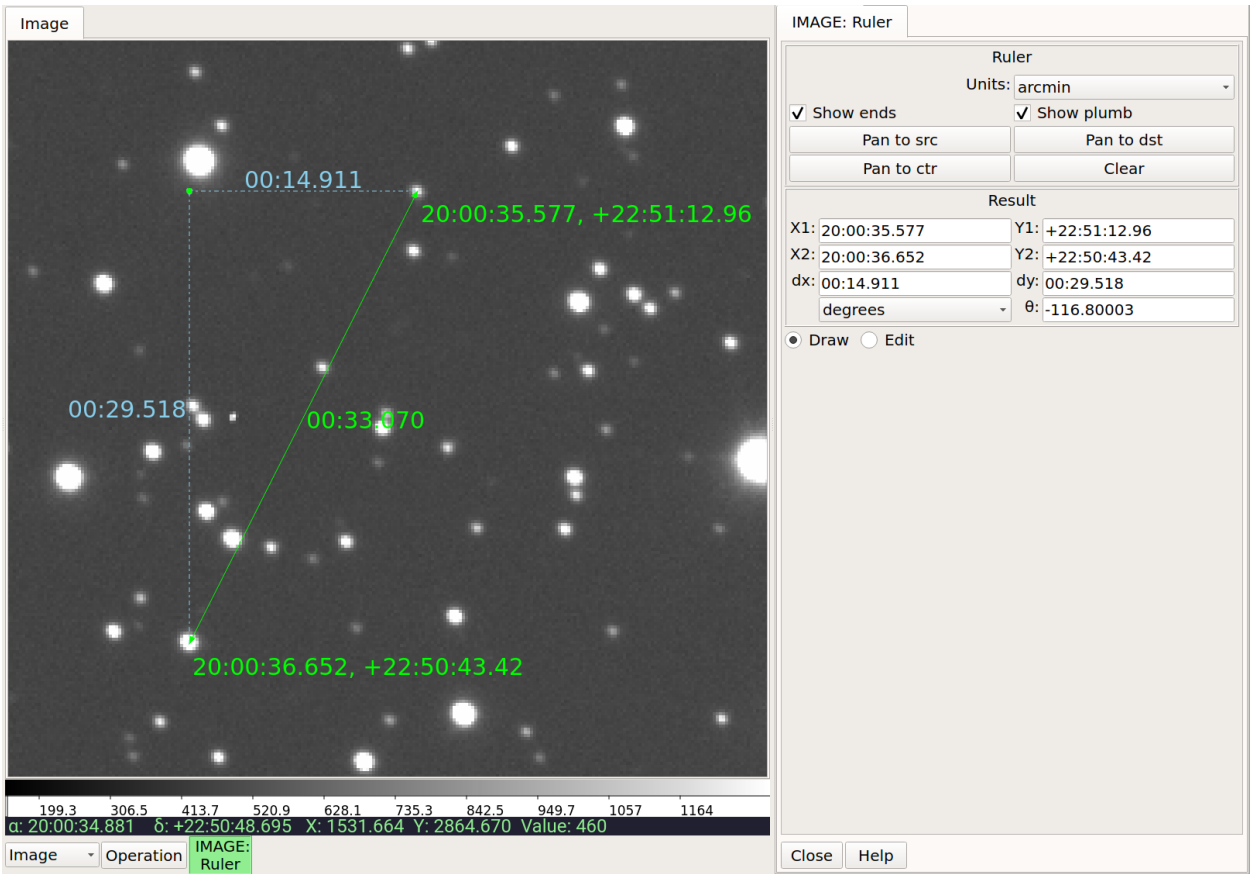 Image
00:14.911
20:00:35.577, +22:51:12.96
00:29.518
00:33.070
20:00:36.652, +22:50:43.42
199.3 306.5 413.7 520.9 628.1 735.3 842.5 949.7 1057 1164
α: 20:00:34.881 δ: +22:50:48.695 X: 1531.664 Y: 2864.670 Value: 460
Image
Operation
IMAGE:
Ruler
IMAGE: Ruler
Ruler
Units: arcmin
Show ends Show plumb
Pan to src Pan to dst
Pan to ctr Clear
Result
X1: 20:00:35.577 Y1: +22:51:12.96
X2: 20:00:36.652 Y2: +22:50:43.42
dx: 00:14.911 dy: 00:29.518
degrees θ: -116.80003
Draw Edit
Close Help